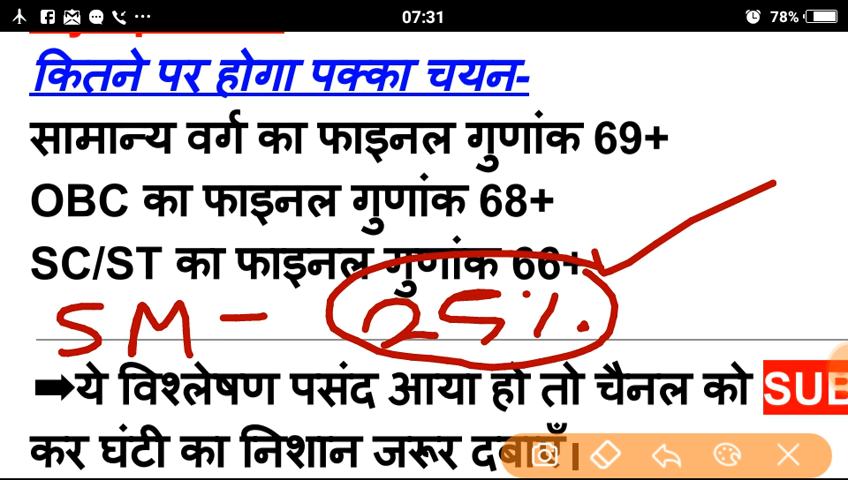 07:31 78%
कितने पर होगा पक्का चयन-
सामान्य वर्ग का फाइनल गुणांक 69+
OBC का फाइनल गुणांक 68+
SC/ST का फाइनल गुणांक 66+
SM - 25%.
➡ये विश्लेषण पसंद आया हो तो चैनल को SUB
कर घंटी का निशान जरूर दबाएँ।